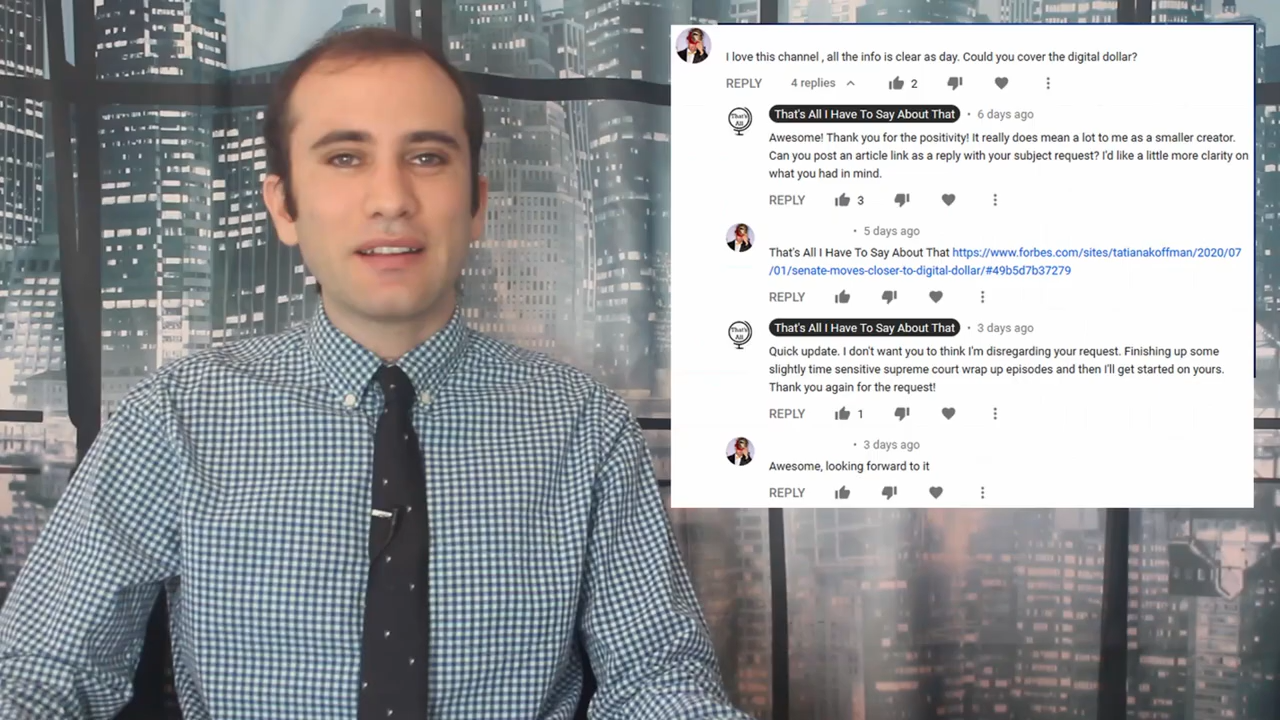 I love this channel , all the info is clear as day. Could you cover the digital dollar?
REPLY 4 replies 2
That's All
That's All I Have To Say About That • 6 days ago
Awesome! Thank you for the positivity! It really does mean a lot to me as a smaller creator.
Can you post an article link as a reply with your subject request? I'd like a little more clarity on
what you had in mind.
REPLY 3
• 5 days ago
That's All I Have To Say About That https://www.forbes.com/sites/tatianakoffman/2020/07
/01/senate-moves-closer-to-digital-dollar/#49b5d7b37279
REPLY
That's All
That's All I Have To Say About That • 3 days ago
Quick update. I don't want you to think I'm disregarding your request. Finishing up some
slightly time sensitive supreme court wrap up episodes and then I'll get started on yours.
Thank you again for the request!
REPLY 1
• 3 days ago
Awesome, looking forward to it
REPLY